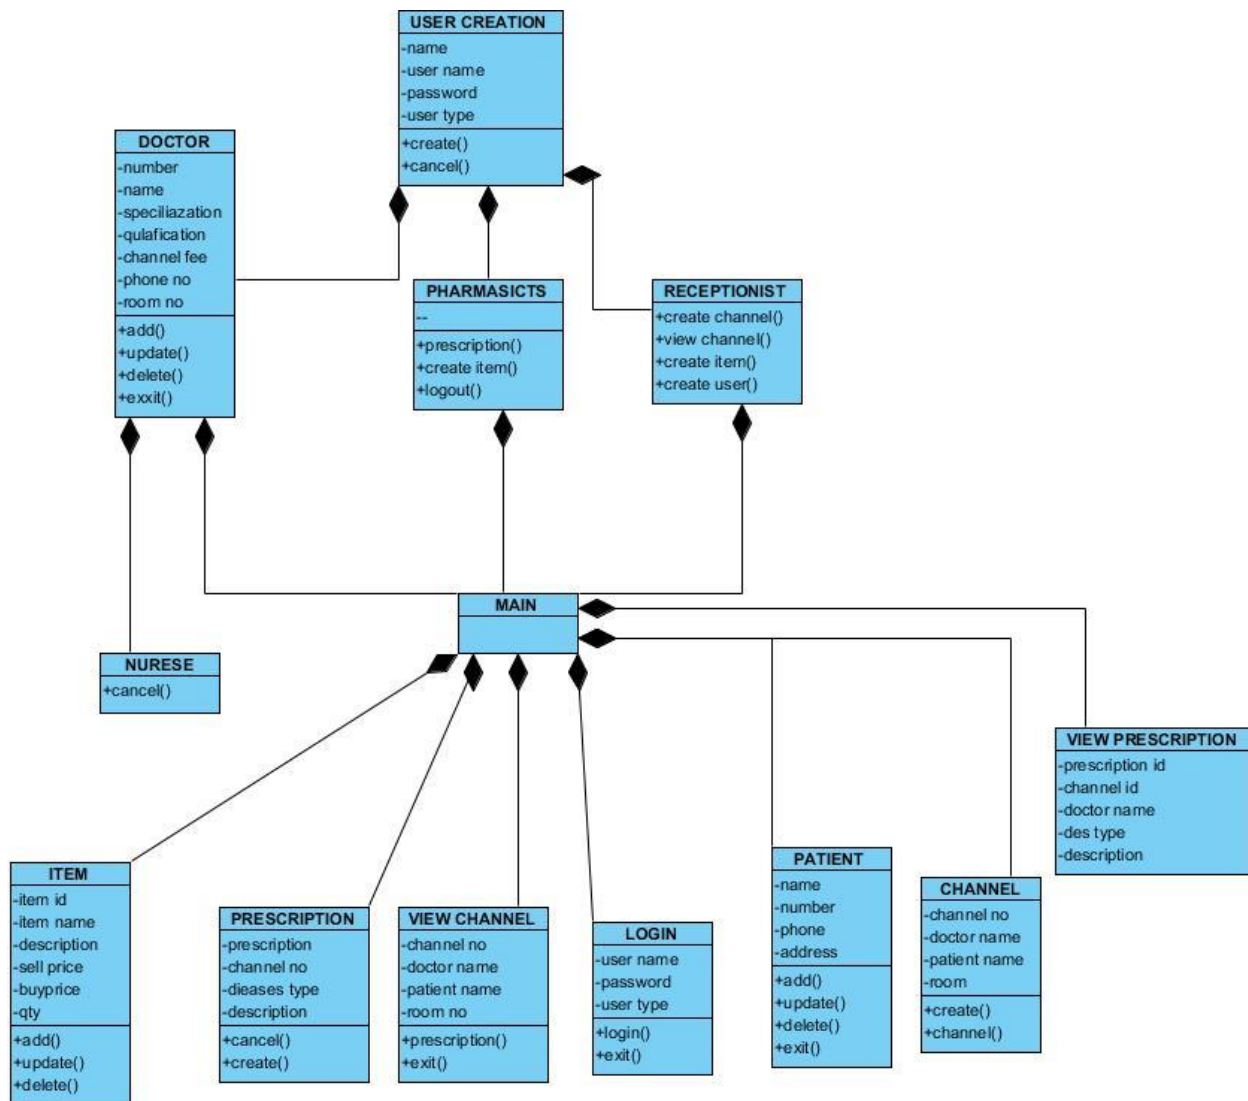 USER CREATION
-name
-user name
-password
-user type
+create()
+cancel()
DOCTOR
-number
-name
-speciliazation
-qulafication
-channel fee
-phone no
-room no
+add()
+update()
+delete()
+exxit()
PHARMASICTS
--
+prescription()
+create item()
+logout()
RECEPTIONIST
+create channel()
+view channel()
+create item()
+create user()
MAIN
NURESE
+cancel()
VIEW PRESCRIPTION
-prescription id
-channel id
-doctor name
-des type
-description
ITEM
-item id
-item name
-description
-sell price
-buyprice
-qty
+add()
+update()
+delete()
PRESCRIPTION
-prescription
-channel no
-dieases type
-description
+cancel()
+create()
VIEW CHANNEL
-channel no
-doctor name
-patient name
-room no
+prescription()
+exit()
LOGIN
-user name
-password
-user type
+login()
+exit()
PATIENT
-name
-number
-phone
-address
+add()
+update()
+delete()
+exit()
CHANNEL
-channel no
-doctor name
-patient name
-room
+create()
+channel()